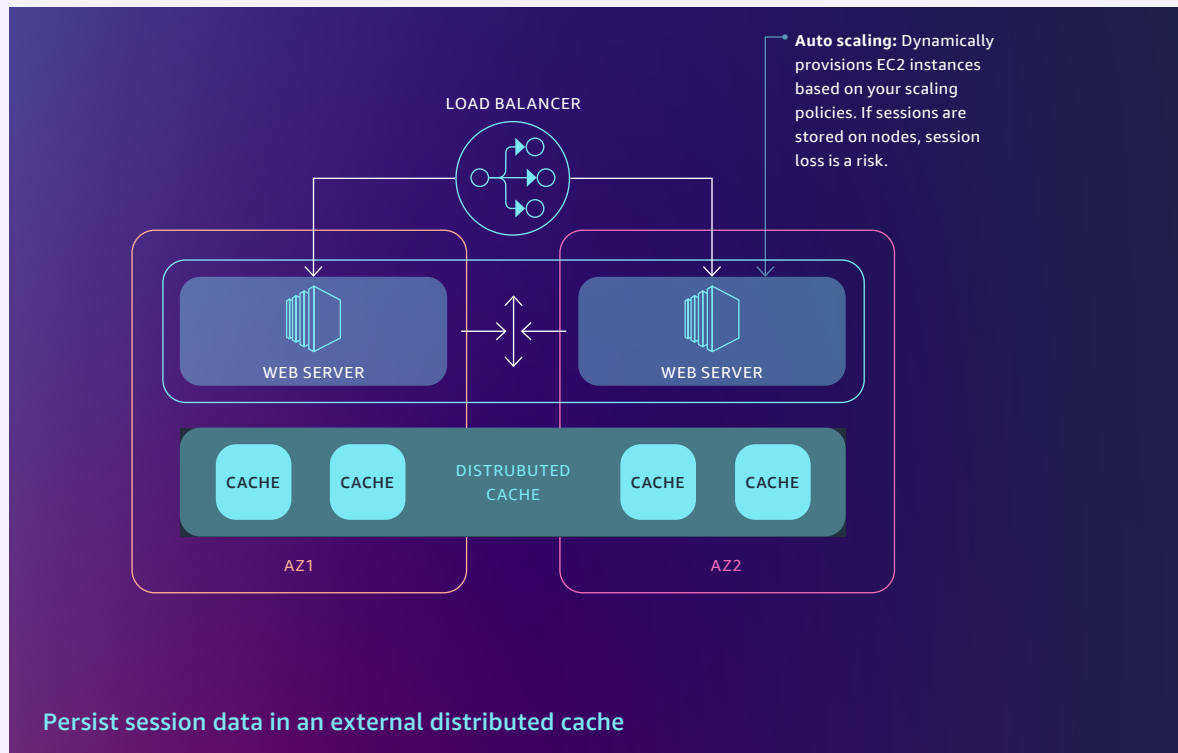 Auto scaling: Dynamically
provisions EC2 instances
based on your scaling
policies. If sessions are
stored on nodes, session
loss is a risk.
LOAD BALANCER
WEB SERVER
WEB SERVER
CACHE
CACHE
DISTRUBUTED
CACHE
CACHE
CACHE
AZ1
AZ2
Persist session data in an external distributed cache